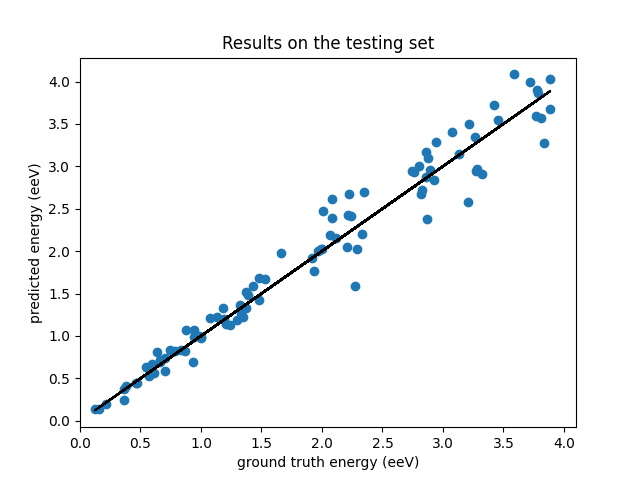 Results on the testing set
4.0
3.5
3.0
2.5
2.0
1.5
1.0
0.5
0.0
predicted energy (eeV)
0.0 0.5 1.0 1.5 2.0 2.5 3.0 3.5 4.0
ground truth energy (eeV)